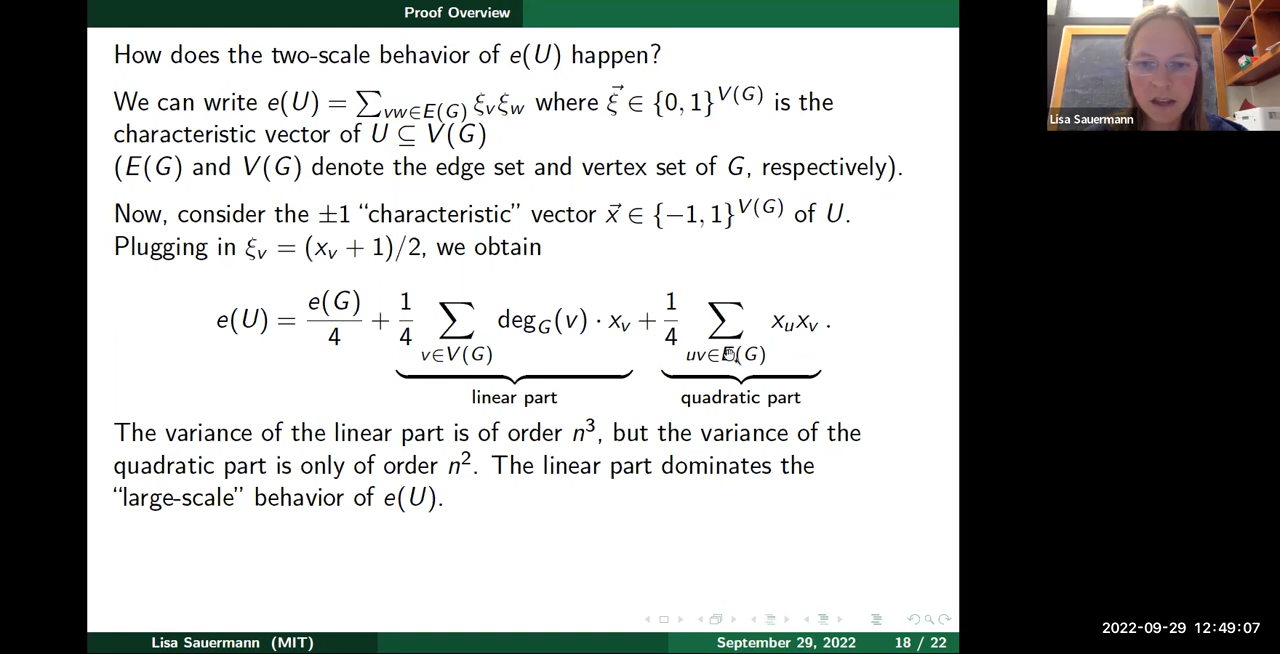 Proof Overview
How does the two-scale behavior of e(U) happen?
We can write e(U) = ∑_{vw∈E(G)} ξ_v ξ_w where ξ⃗ ∈ {0, 1}^{V(G)} is the
characteristic vector of U ⊆ V(G)
(E(G) and V(G) denote the edge set and vertex set of G, respectively).
Now, consider the ±1 “characteristic” vector x⃗ ∈ {−1, 1}^{V(G)} of U.
Plugging in ξ_v = (x_v + 1)/2, we obtain
e(U) = e(G)/4 + 1/4 ∑_{v∈V(G)} deg_G(v) · x_v + 1/4 ∑_{uv∈E(G)} x_u x_v .
linear part quadratic part
The variance of the linear part is of order n³, but the variance of the
quadratic part is only of order n². The linear part dominates the
“large-scale” behavior of e(U).
Lisa Sauermann (MIT) September 29, 2022 18 / 22
Lisa Sauermann
2022-09-29 12:49:07